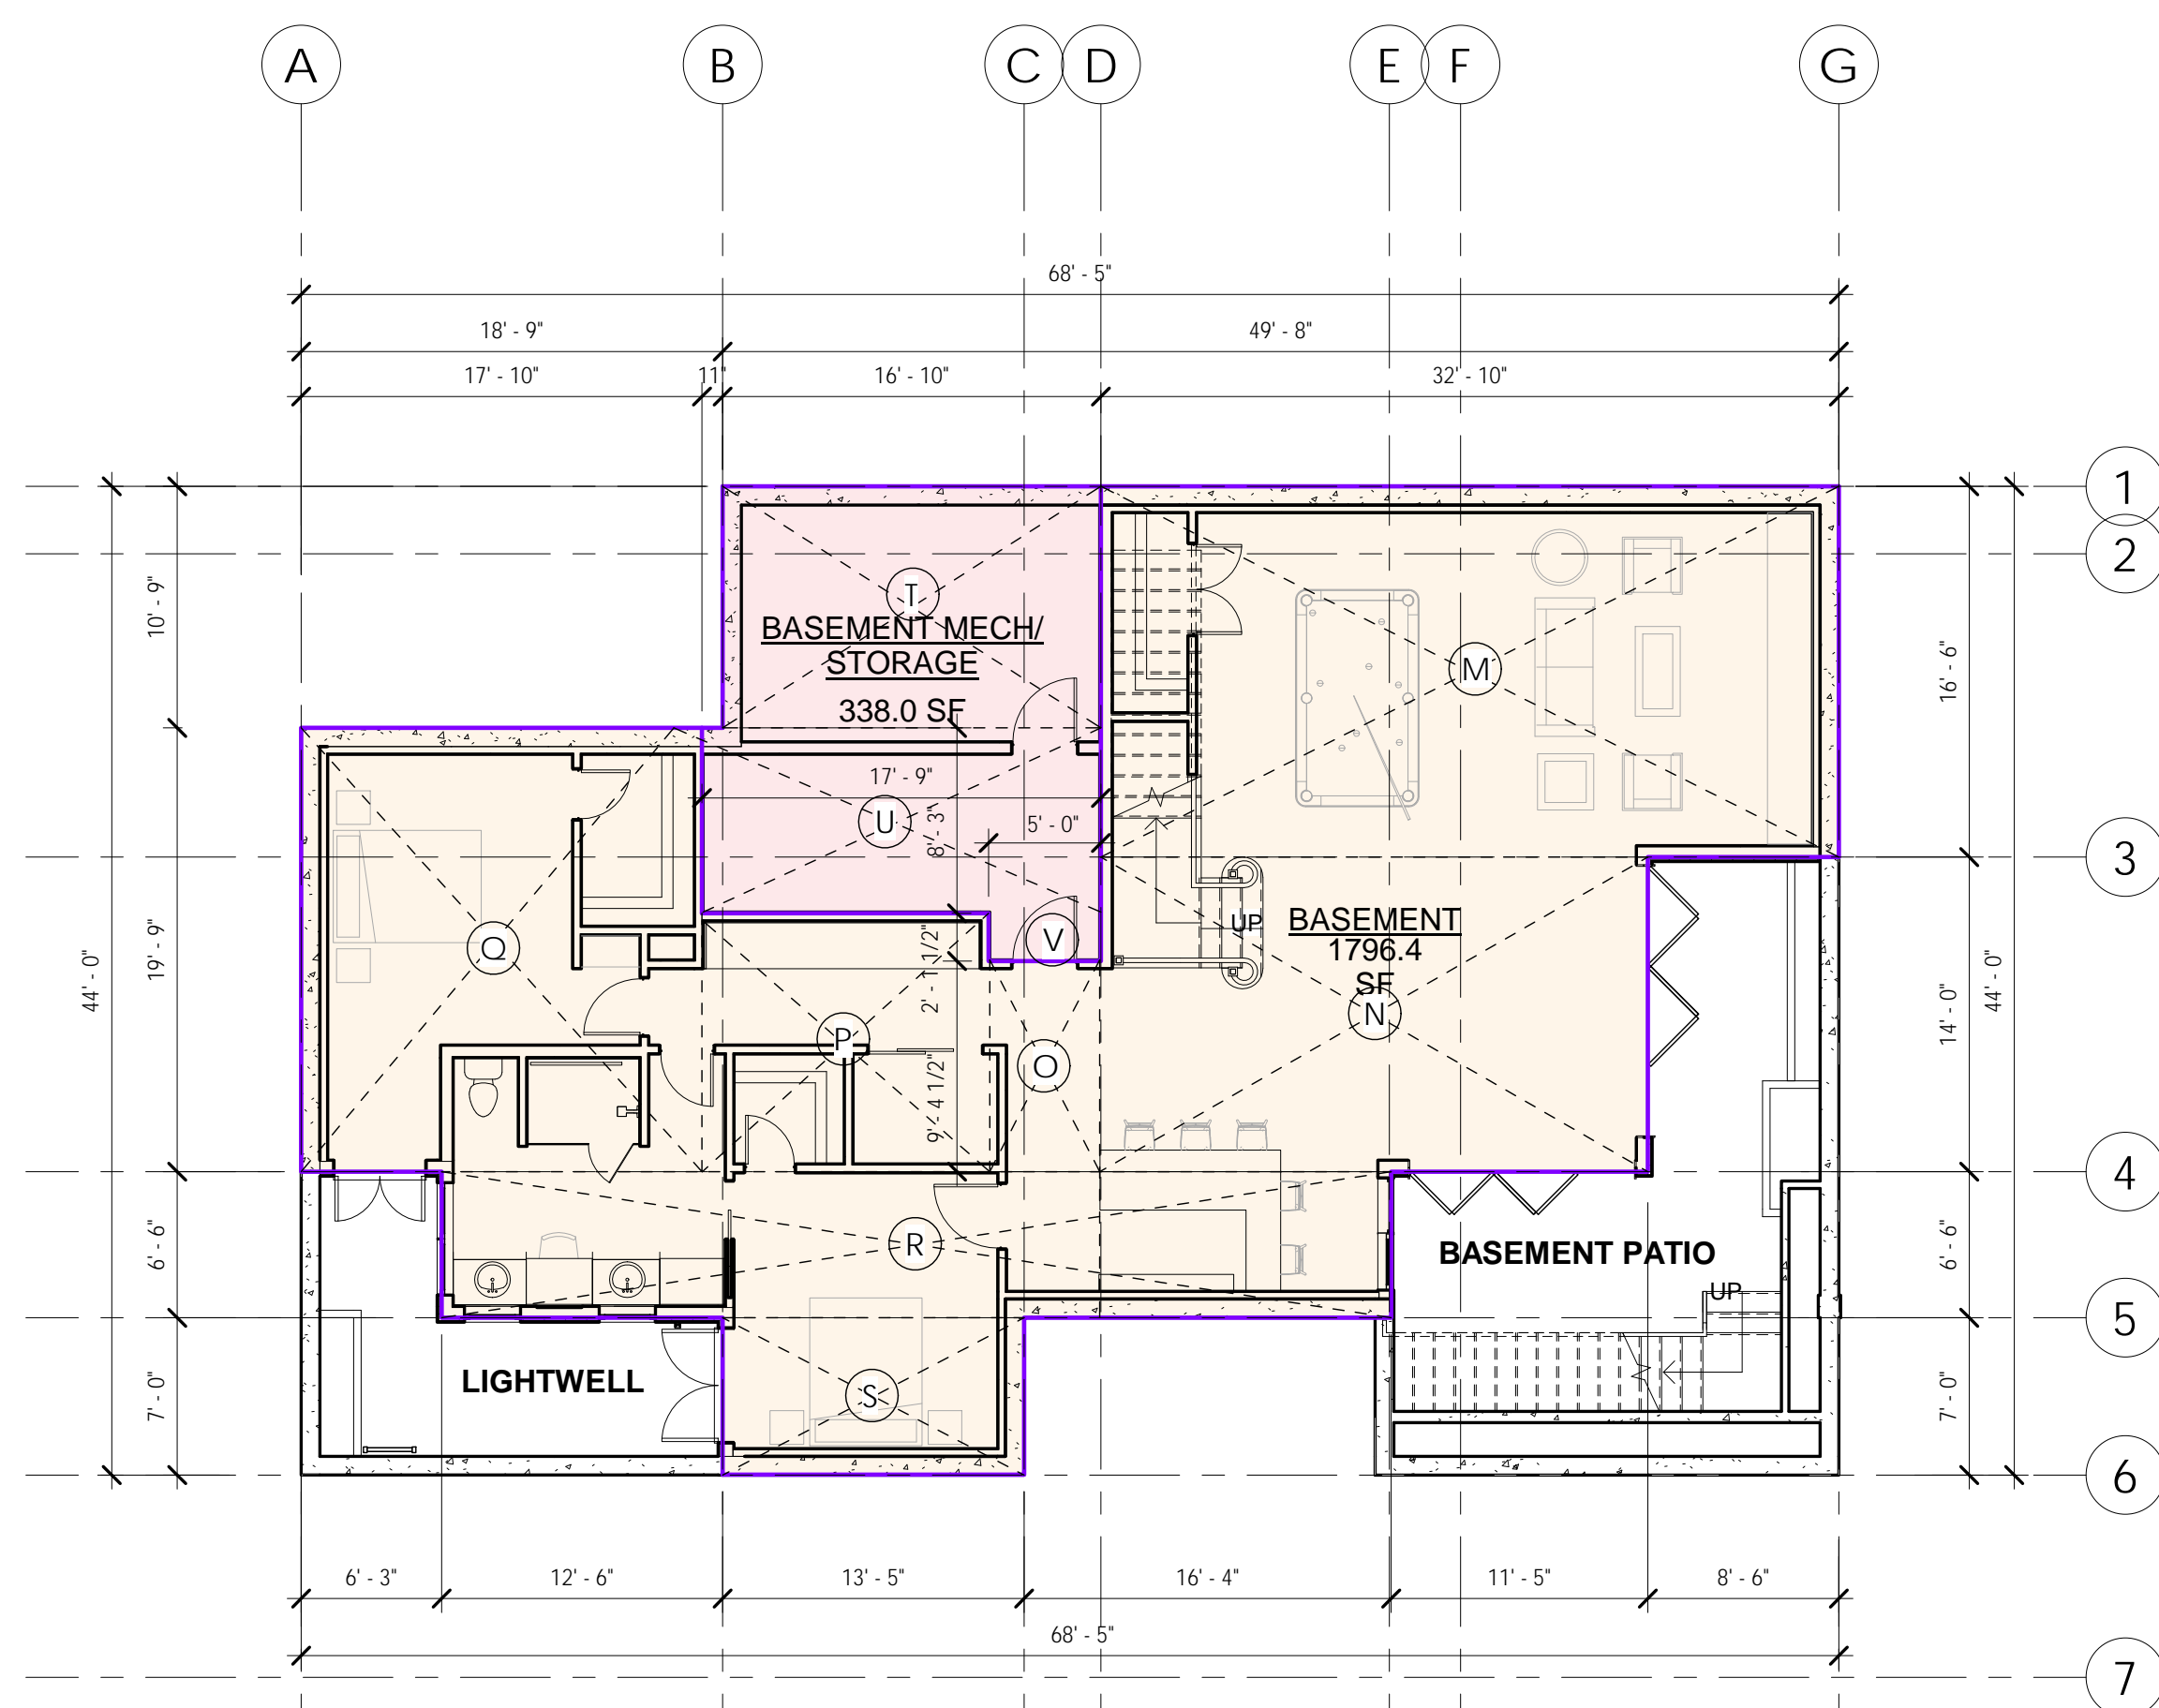 A B C D E F G
68' - 5"
18' - 9" 49' - 8"
17' - 10" 11" 16' - 10" 32' - 10"
1
2
10' - 9"
T
BASEMENT MECH/
STORAGE
338.0 SF
16' - 6"
M
17' - 9"
U
8' - 3"
5' - 0"
3
UP
BASEMENT
1796.4
SF
N
V
2' - 1 1/2"
Q
19' - 9"
44' - 0"
14' - 0"
44' - 0"
P
O
9' - 4 1/2"
4
R
6' - 6"
BASEMENT PATIO
6' - 6"
UP
5
LIGHTWELL
S
7' - 0"
7' - 0"
6
6' - 3" 12' - 6" 13' - 5" 16' - 4" 11' - 5" 8' - 6"
68' - 5"
7